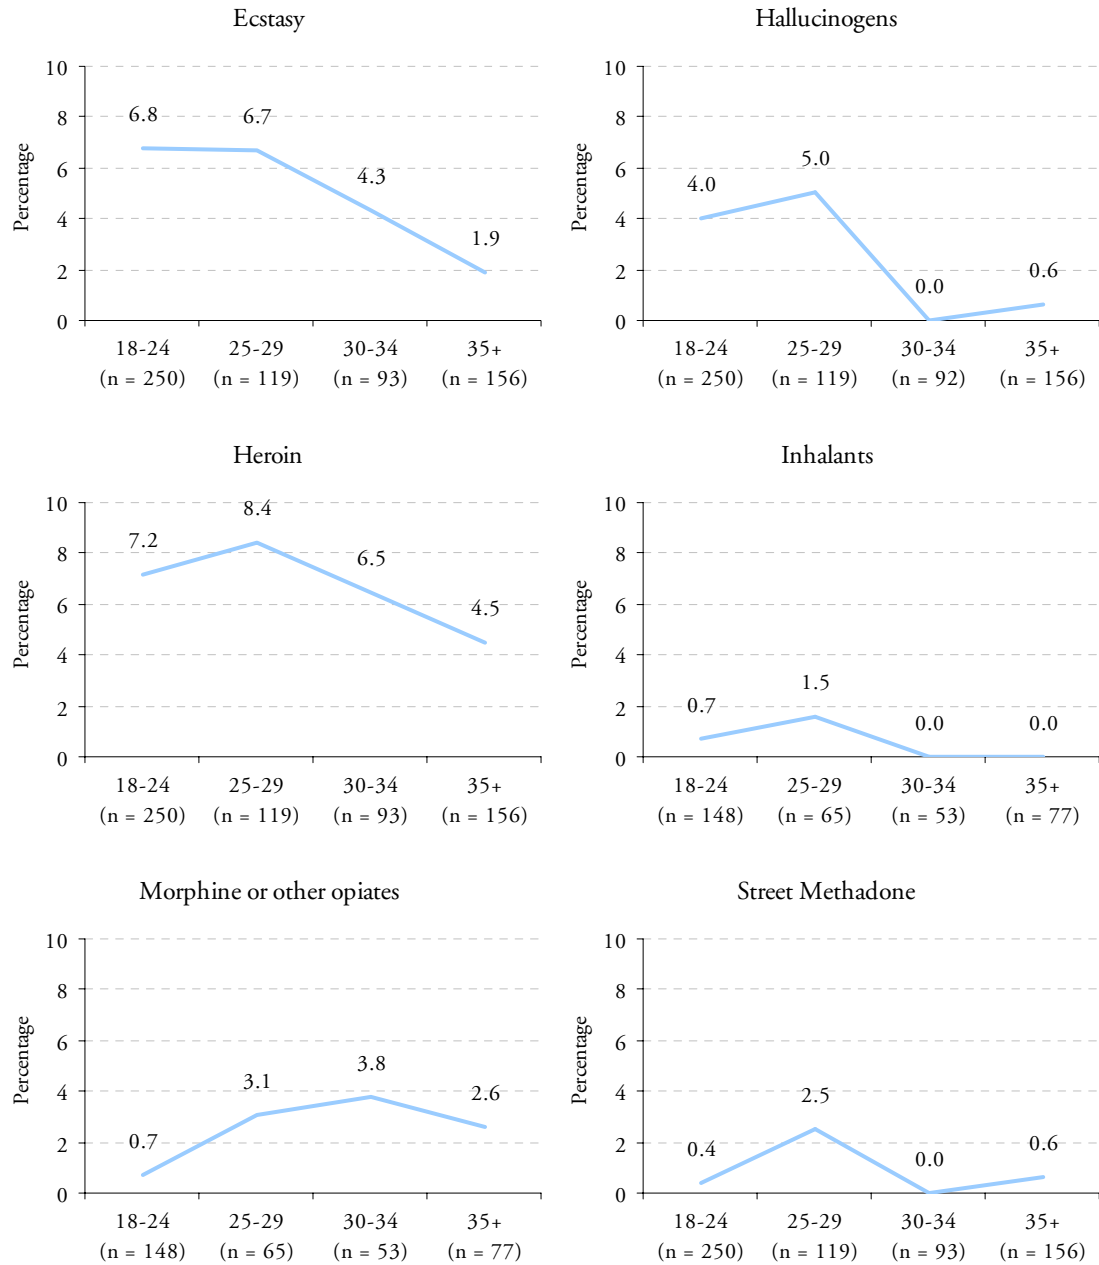 Ecstasy
Percentage
10
8
6
4
2
0
6.8
6.7
4.3
1.9
18-24
25-29
30-34
35+
(n = 250)
(n = 119)
(n = 93)
(n = 156)
Hallucinogens
Percentage
10
8
6
4
2
0
4.0
5.0
0.0
0.6
18-24
25-29
30-34
35+
(n = 250)
(n = 119)
(n = 92)
(n = 156)
Heroin
Percentage
10
8
6
4
2
0
7.2
8.4
6.5
4.5
18-24
25-29
30-34
35+
(n = 250)
(n = 119)
(n = 93)
(n = 156)
Inhalants
Percentage
10
8
6
4
2
0
0.7
1.5
0.0
0.0
18-24
25-29
30-34
35+
(n = 148)
(n = 65)
(n = 53)
(n = 77)
Morphine or other opiates
Percentage
10
8
6
4
2
0
0.7
3.1
3.8
2.6
18-24
25-29
30-34
35+
(n = 148)
(n = 65)
(n = 53)
(n = 77)
Street Methadone
Percentage
10
8
6
4
2
0
0.4
2.5
0.0
0.6
18-24
25-29
30-34
35+
(n = 250)
(n = 119)
(n = 93)
(n = 156)